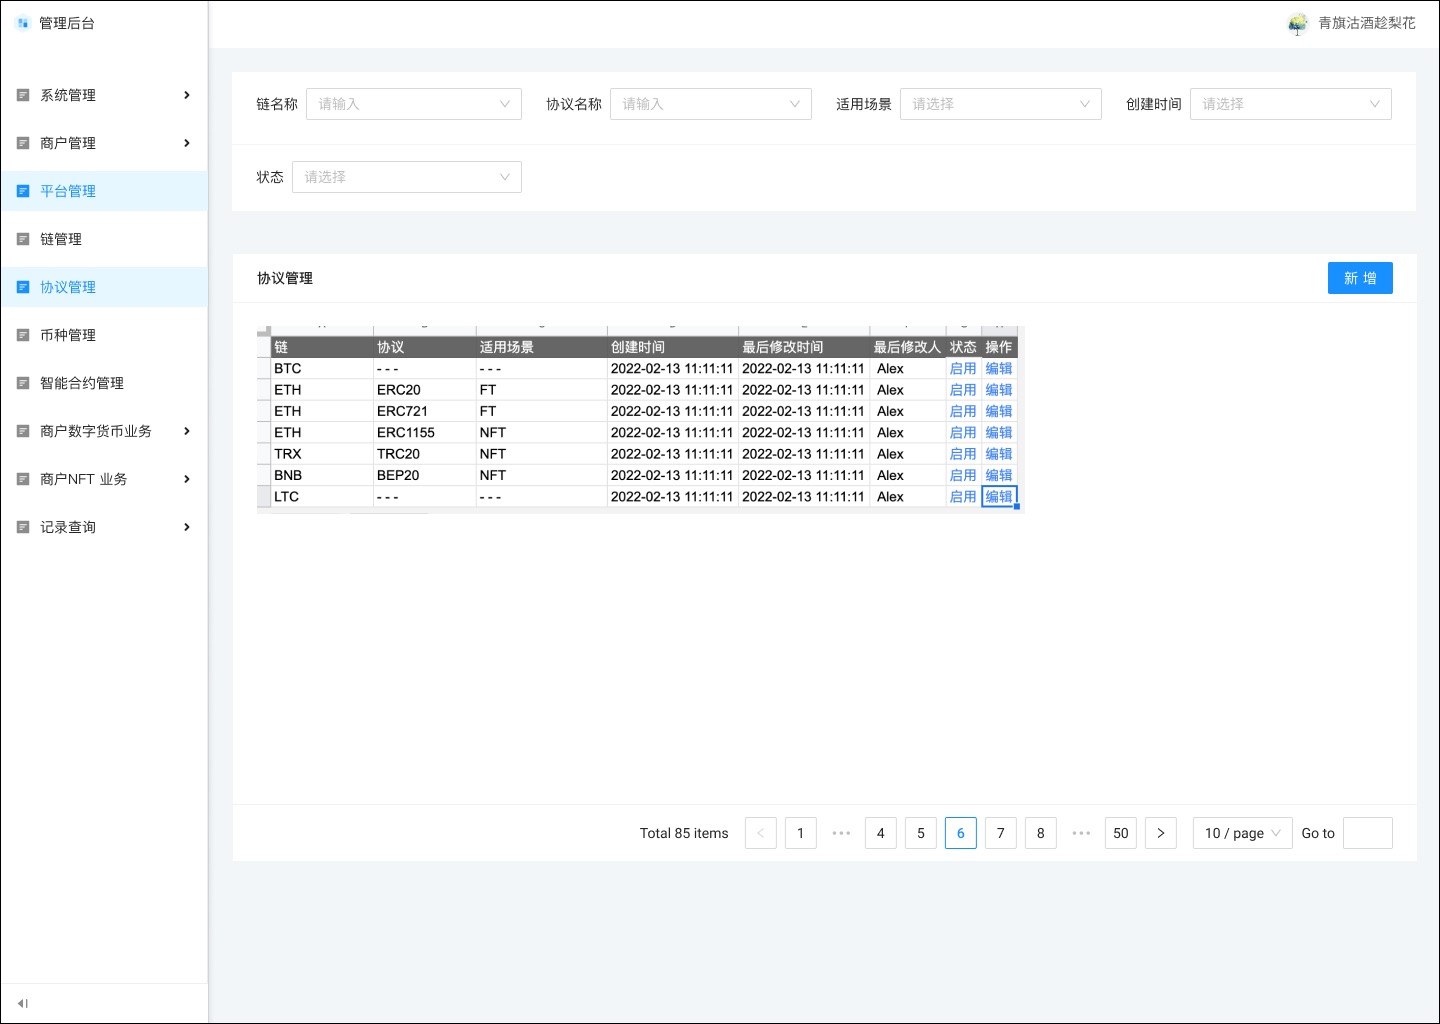 管理后台
青旗沽酒趁梨花
系统管理
商户管理
平台管理
链管理
协议管理
币种管理
智能合约管理
商户数字货币业务
商户NFT 业务
记录查询
链名称 请输入 协议名称 请输入 适用场景 请选择 创建时间 请选择
状态 请选择
协议管理 新 增
链 协议 适用场景 创建时间 最后修改时间 最后修改人 状态 操作
BTC --- --- 2022-02-13 11:11:11 2022-02-13 11:11:11 Alex 启用 编辑
ETH ERC20 FT 2022-02-13 11:11:11 2022-02-13 11:11:11 Alex 启用 编辑
ETH ERC721 FT 2022-02-13 11:11:11 2022-02-13 11:11:11 Alex 启用 编辑
ETH ERC1155 NFT 2022-02-13 11:11:11 2022-02-13 11:11:11 Alex 启用 编辑
TRX TRC20 NFT 2022-02-13 11:11:11 2022-02-13 11:11:11 Alex 启用 编辑
BNB BEP20 NFT 2022-02-13 11:11:11 2022-02-13 11:11:11 Alex 启用 编辑
LTC --- --- 2022-02-13 11:11:11 2022-02-13 11:11:11 Alex 启用 编辑
Total 85 items < 1 ••• 4 5 6 7 8 ••• 50 > 10 / page Go to